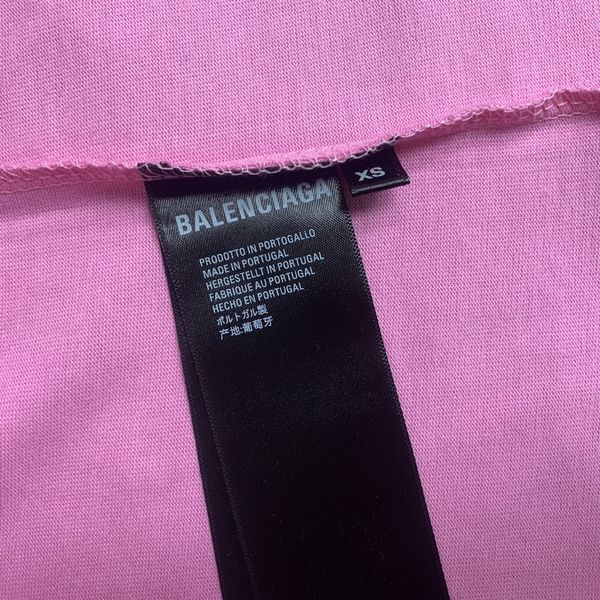 BALENCIAGA
XS
PRODOTTO IN PORTOGALLO
MADE IN PORTUGAL
HERGESTELLT IN PORTUGAL
FABRIQUE AU PORTUGAL
HECHO EN PORTUGAL
ポルトガル製
产地:葡萄牙